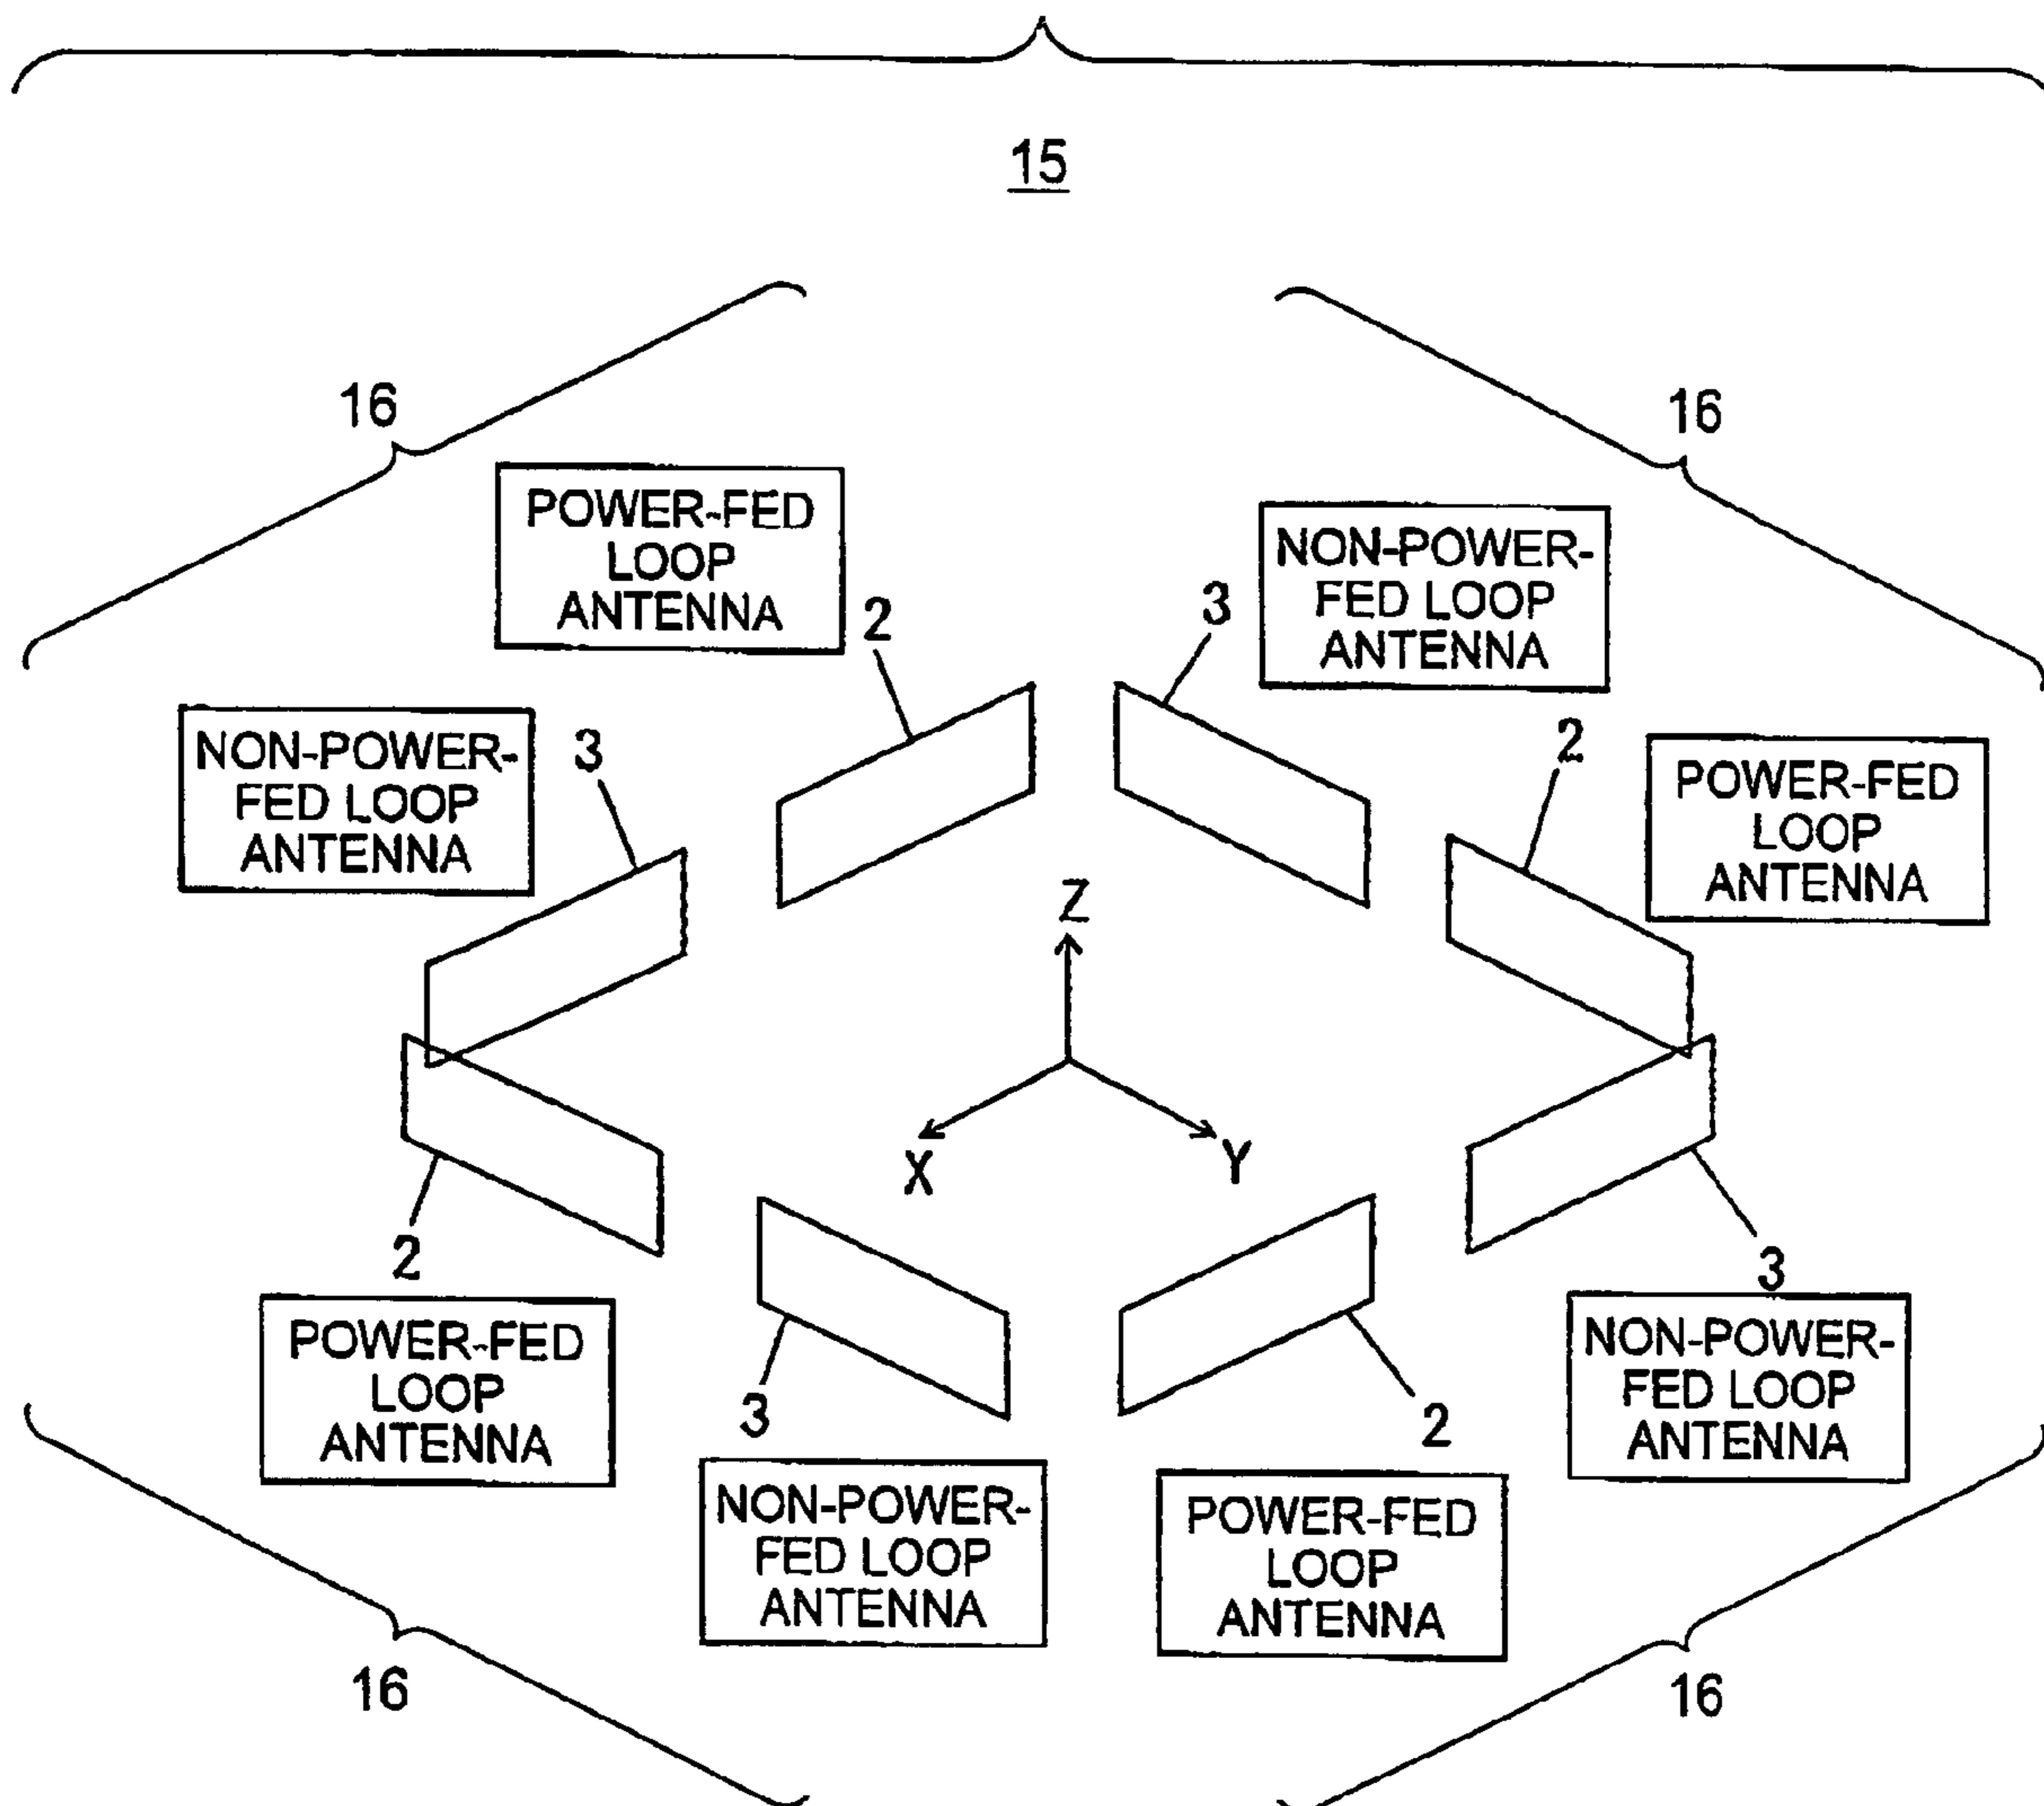 15
16
16
POWER-FED
LOOP
ANTENNA
2
3
NON-POWER-
FED LOOP
ANTENNA
NON-POWER-
FED LOOP
ANTENNA
3
2
POWER-FED
LOOP
ANTENNA
Z
X
Y
2
POWER-FED
LOOP
ANTENNA
3
NON-POWER-
FED LOOP
ANTENNA
2
POWER-FED
LOOP
ANTENNA
3
NON-POWER-
FED LOOP
ANTENNA
16
16